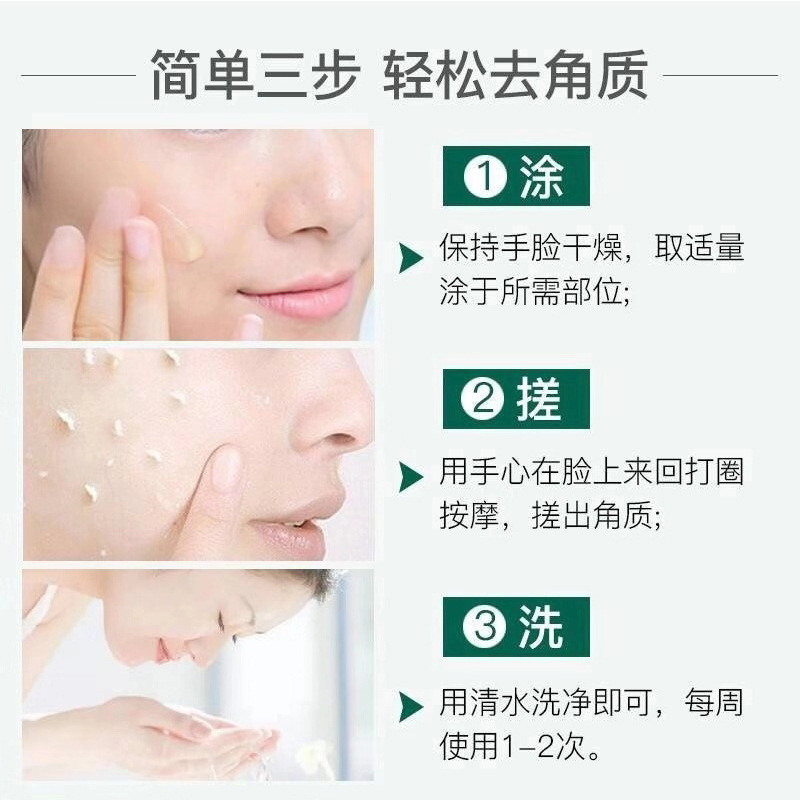 简单三步 轻松去角质
1 涂
保持手脸干燥，取适量
涂于所需部位;
2 搓
用手心在脸上来回打圈
按摩，搓出角质;
3 洗
用清水洗净即可，每周
使用1-2次。